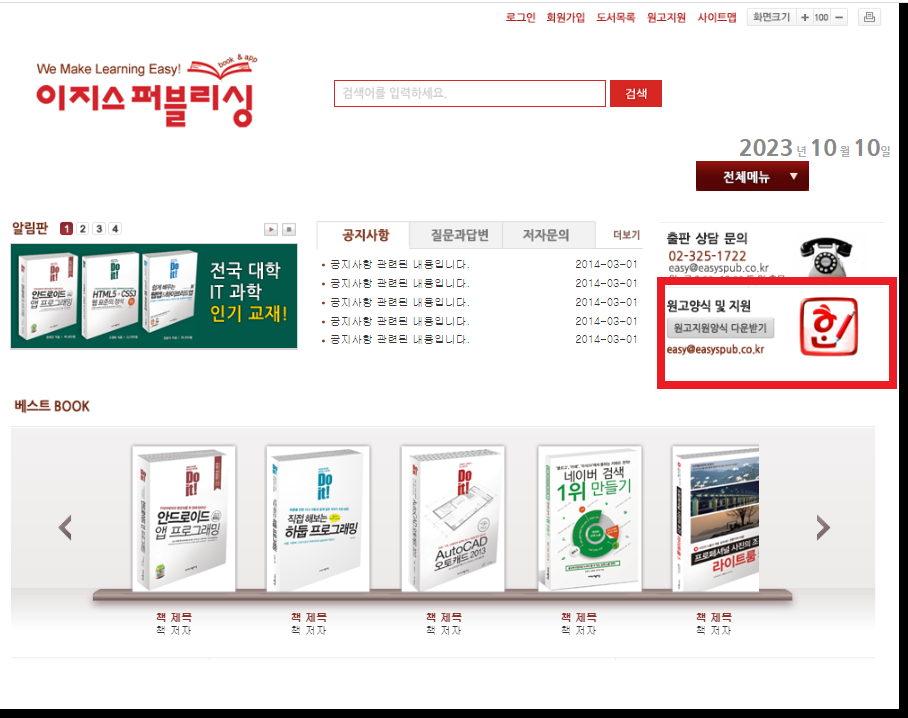 로그인 회원가입 도서목록 원고지원 사이트맵 화면크기 + 100 −
We Make Learning Easy! book & app
이지스 퍼블리싱
검색어를 입력하세요. 검색
2023 년 10 월 10일
전체메뉴 ▼
알림판 1 2 3 4
공지사항 질문과답변 저자문의 더보기
Do it!
안드로이드
앱 프로그래밍
Do it!
HTML5 + CSS3
웹 표준의 정석
Do it!
전국 대학
IT 과학
인기 교재!
• 공지사항 관련된 내용입니다. 2014-03-01
• 공지사항 관련된 내용입니다. 2014-03-01
• 공지사항 관련된 내용입니다. 2014-03-01
• 공지사항 관련된 내용입니다. 2014-03-01
• 공지사항 관련된 내용입니다. 2014-03-01
출판 상담 문의
02-325-1722
easy@easyspub.co.kr
원고양식 및 지원
원고지원양식 다운받기
easy@easyspub.co.kr
베스트 BOOK
Do it!
안드로이드
앱 프로그래밍
Do it!
직접 해보는
하둡 프로그래밍
Do it!
AutoCAD
오토캐드 2013
네이버 검색
1위 만들기
프로페셔널 사진의 조
라이트룸
책 제목 책 제목 책 제목 책 제목 책 제목
책 저자 책 저자 책 저자 책 저자 책 저자